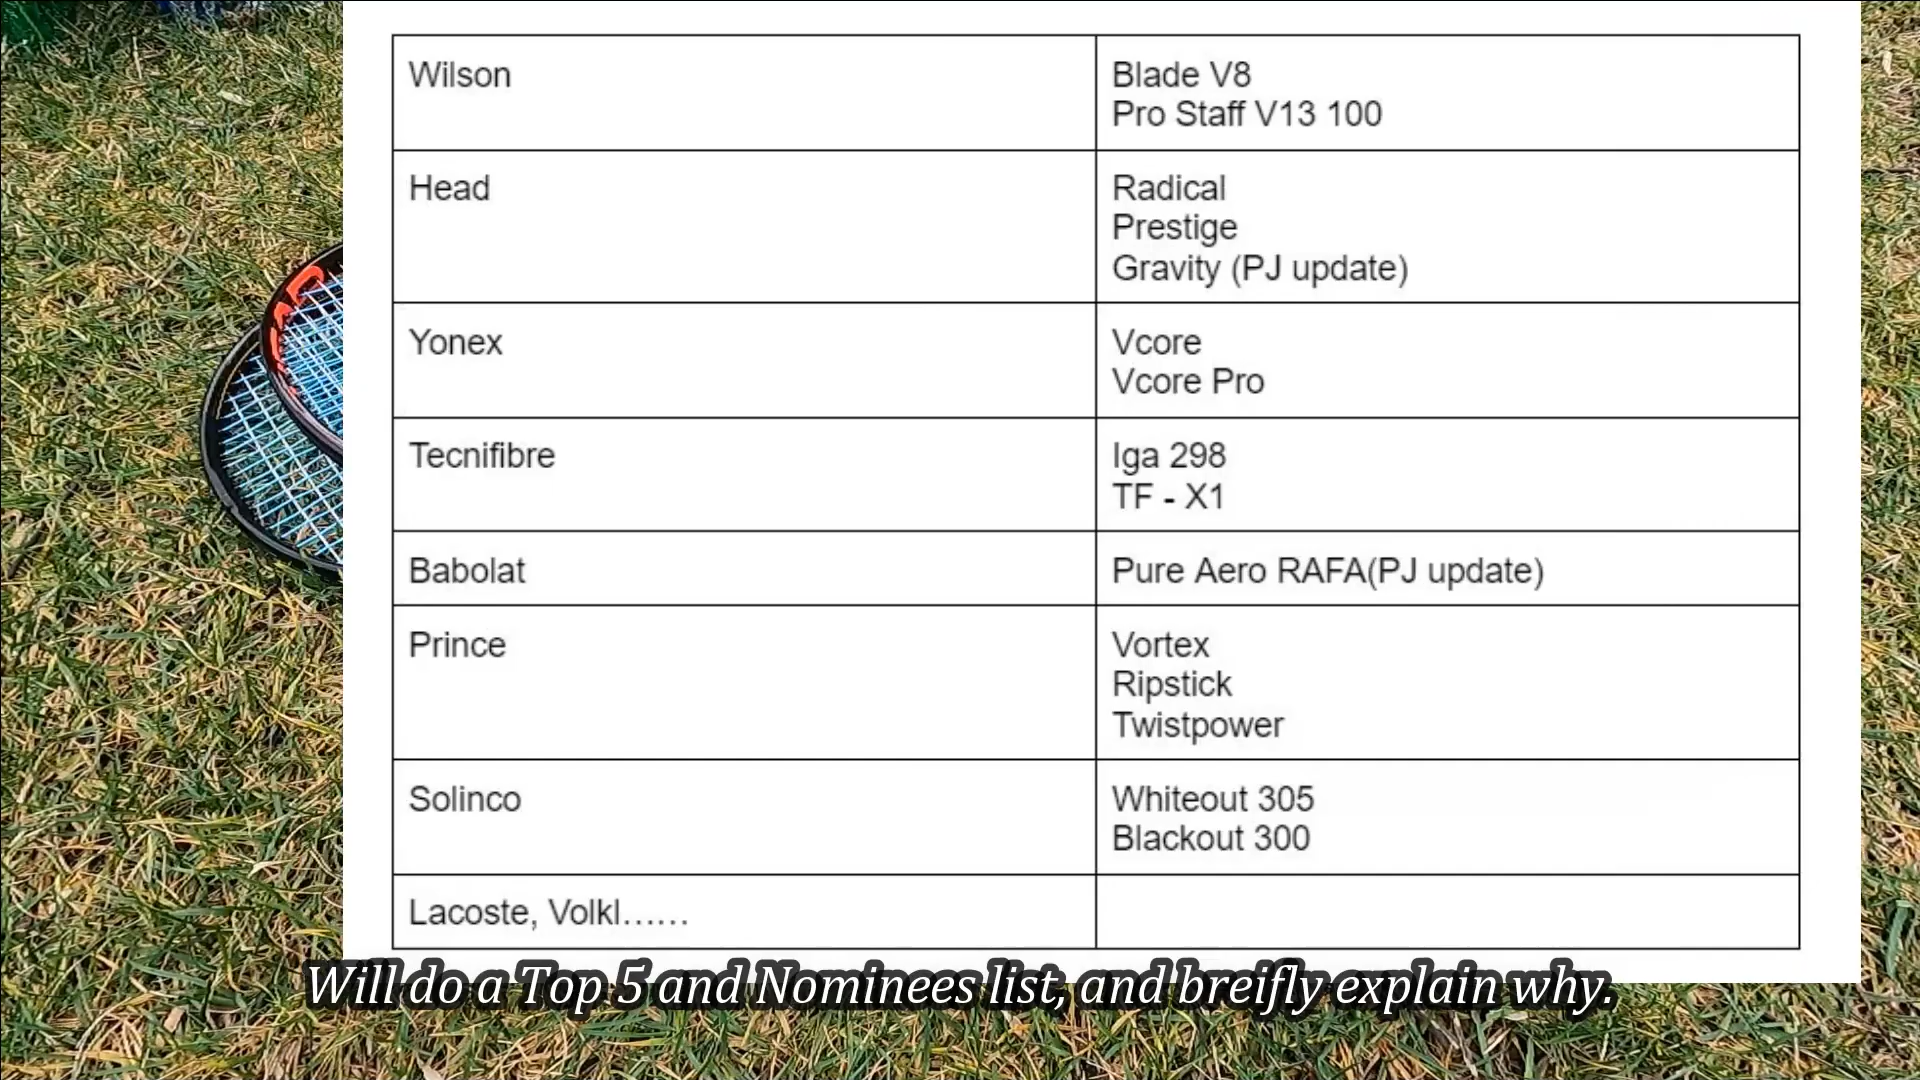 Wilson
Blade V8
Pro Staff V13 100
Head
Radical
Prestige
Gravity (PJ update)
Yonex
Vcore
Vcore Pro
Tecnifibre
Iga 298
TF - X1
Babolat
Pure Aero RAFA(PJ update)
Prince
Vortex
Ripstick
Twistpower
Solinco
Whiteout 305
Blackout 300
Lacoste, Volkl......
Will do a Top 5 and Nominees list, and breifly explain why.